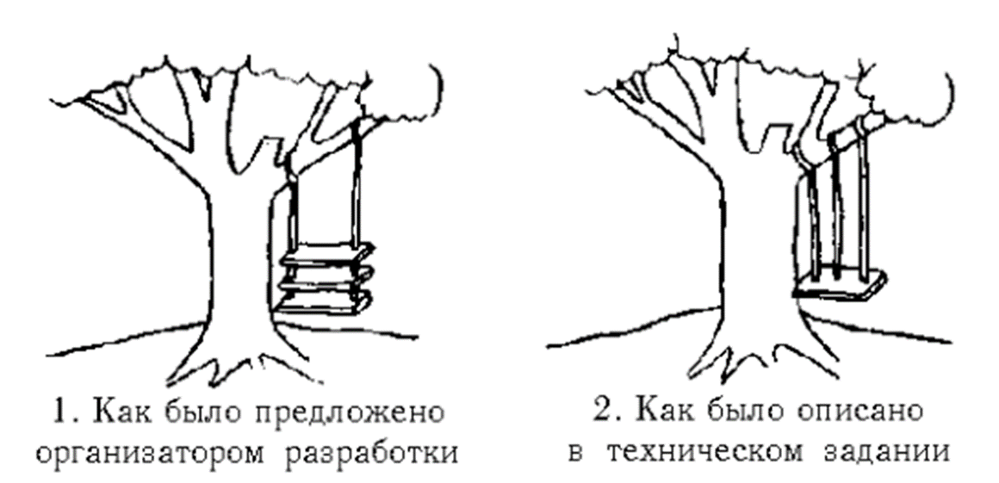 1. Как было предложено
организатором разработки
2. Как было описано
в техническом задании